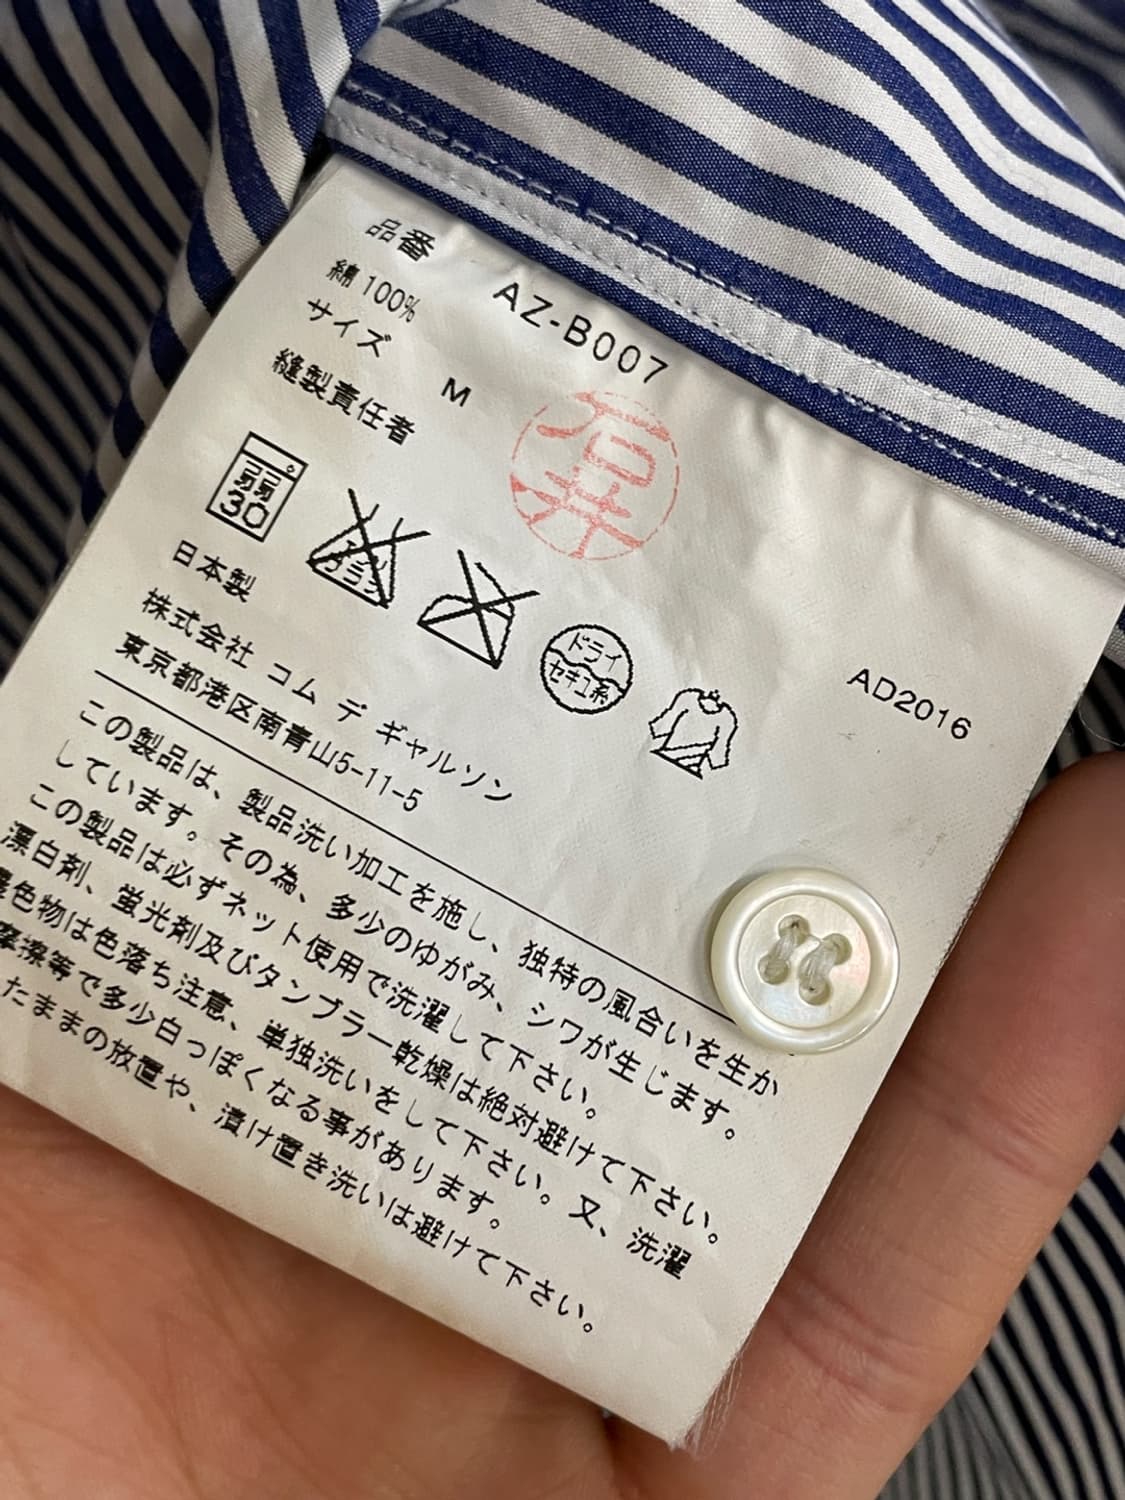 品番 AZ-B007
綿 100%
サイズ M
縫製責任者
石井
弱
30
エンソ
サラシ
ドライ
セキユ系
日本製
AD2016
株式会社 コム デ ギャルソン
東京都港区南青山5-11-5
この製品は、製品洗い加工を施し、独特の風合いを生か
しています。その為、多少のゆがみ、シワが生じます。
この製品は必ずネット使用で洗濯して下さい。
漂白剤、蛍光剤及びタンブラー乾燥は絶対避けて下さい。
濃色物は色落ち注意、単独洗いをして下さい。又、洗濯
摩擦等で多少白っぽくなる事があります。
たままの放置や、漬け置き洗いは避けて下さい。